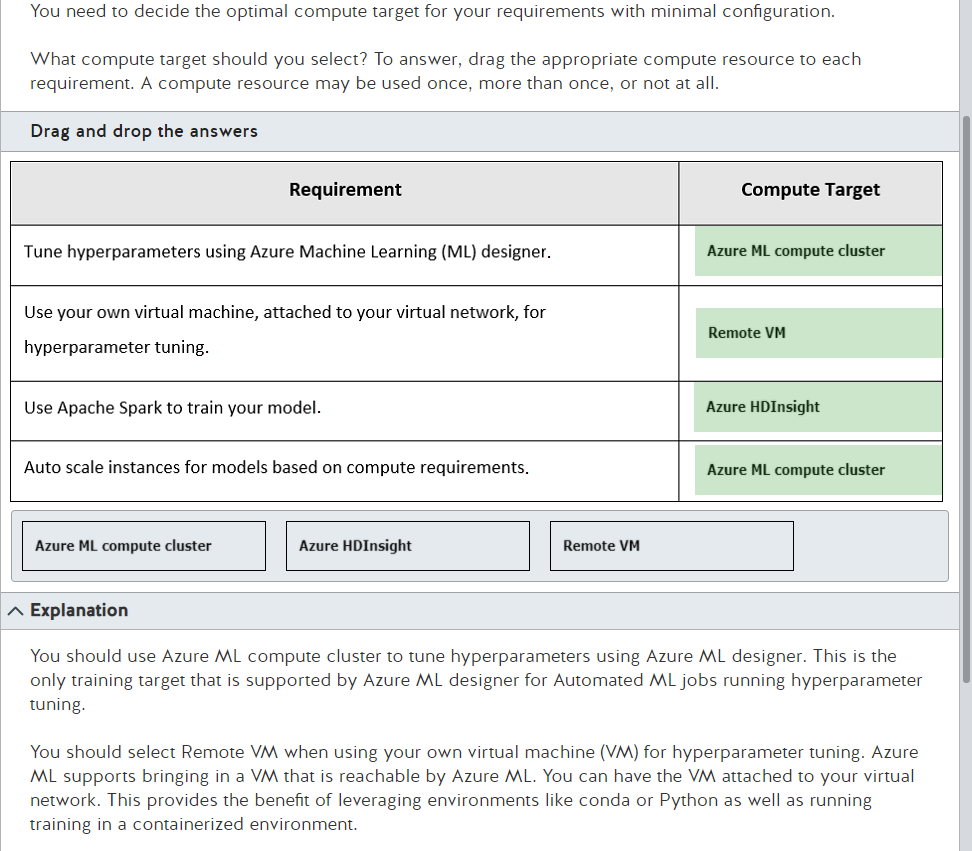 You need to decide the optimal compute target for your requirements with minimal configuration.
What compute target should you select? To answer, drag the appropriate compute resource to each
requirement. A compute resource may be used once, more than once, or not at all.
Drag and drop the answers
Requirement
Compute Target
Tune hyperparameters using Azure Machine Learning (ML) designer.
Azure ML compute cluster
Use your own virtual machine, attached to your virtual network, for
hyperparameter tuning.
Remote VM
Use Apache Spark to train your model.
Azure HDInsight
Auto scale instances for models based on compute requirements.
Azure ML compute cluster
Azure ML compute cluster
Azure HDInsight
Remote VM
Explanation
You should use Azure ML compute cluster to tune hyperparameters using Azure ML designer. This is the
only training target that is supported by Azure ML designer for Automated ML jobs running hyperparameter
tuning.
You should select Remote VM when using your own virtual machine (VM) for hyperparameter tuning. Azure
ML supports bringing in a VM that is reachable by Azure ML. You can have the VM attached to your virtual
network. This provides the benefit of leveraging environments like conda or Python as well as running
training in a containerized environment.